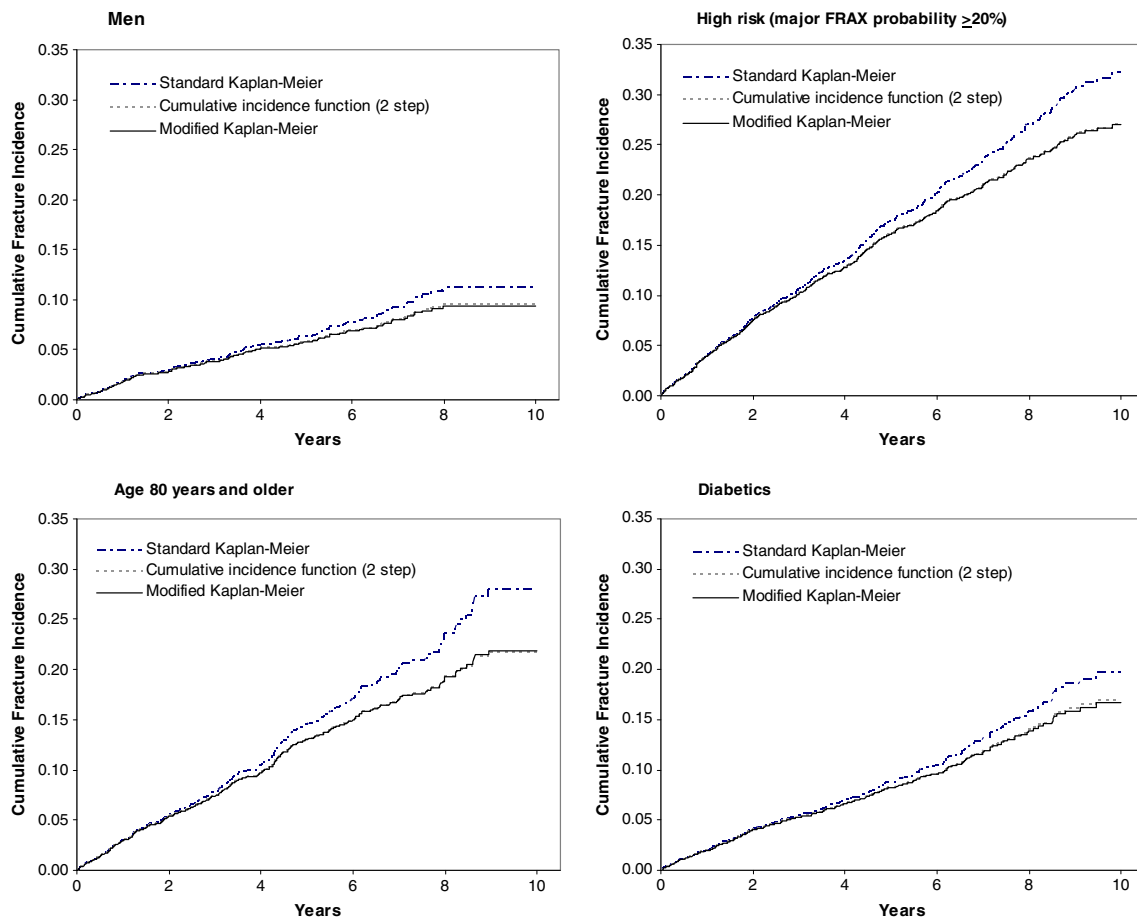 Men
Cumulative Fracture Incidence
0.35
0.30
0.25
0.20
0.15
0.10
0.05
0.00
Standard Kaplan-Meier
Cumulative incidence function (2 step)
Modified Kaplan-Meier
0 2 4 6 8 10
Years
High risk (major FRAX probability ≥20%)
Cumulative Fracture Incidence
0.35
0.30
0.25
0.20
0.15
0.10
0.05
0.00
Standard Kaplan-Meier
Cumulative incidence function (2 step)
Modified Kaplan-Meier
0 2 4 6 8 10
Years
Age 80 years and older
Cumulative Fracture Incidence
0.35
0.30
0.25
0.20
0.15
0.10
0.05
0.00
Standard Kaplan-Meier
Cumulative incidence function (2 step)
Modified Kaplan-Meier
0 2 4 6 8 10
Years
Diabetics
Cumulative Fracture Incidence
0.35
0.30
0.25
0.20
0.15
0.10
0.05
0.00
Standard Kaplan-Meier
Cumulative incidence function (2 step)
Modified Kaplan-Meier
0 2 4 6 8 10
Years